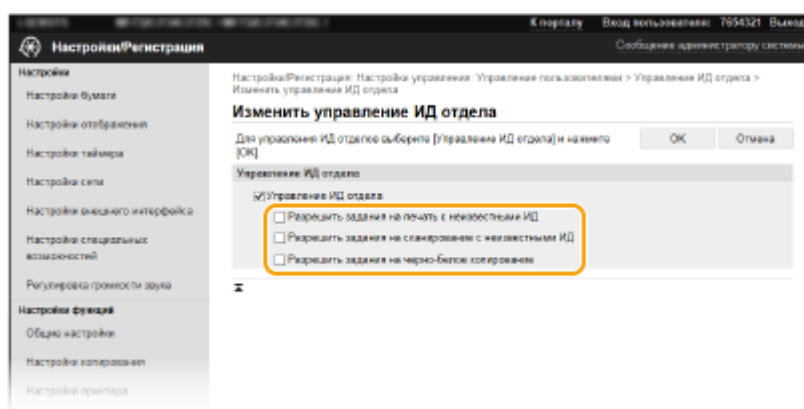 К порталу Вход пользователя: 7654321 Выход
Настройки/Регистрация
Сообщение администратору системы
Настройки
Настройки бумаги
Настройки отображения
Настройки таймера
Настройки сети
Настройки внешнего интерфейса
Настройки специальных
возможностей
Регулировка громкости звука
Настройки функций
Общие настройки
Настройки копирования
Настройки принтера
Настройки/Регистрация: Настройки управления: Управление пользователями > Управление ИД отдела >
Изменить управление ИД отдела
Изменить управление ИД отдела
Для управления ИД отделов выберите [Управление ИД отдела] и нажмите
[OK].
OK Отмена
Управление ИД отдела
Управление ИД отдела
Разрешить задания на печать с неизвестными ИД
Разрешить задания на сканирование с неизвестными ИД
Разрешить задания на черно-белое копирование